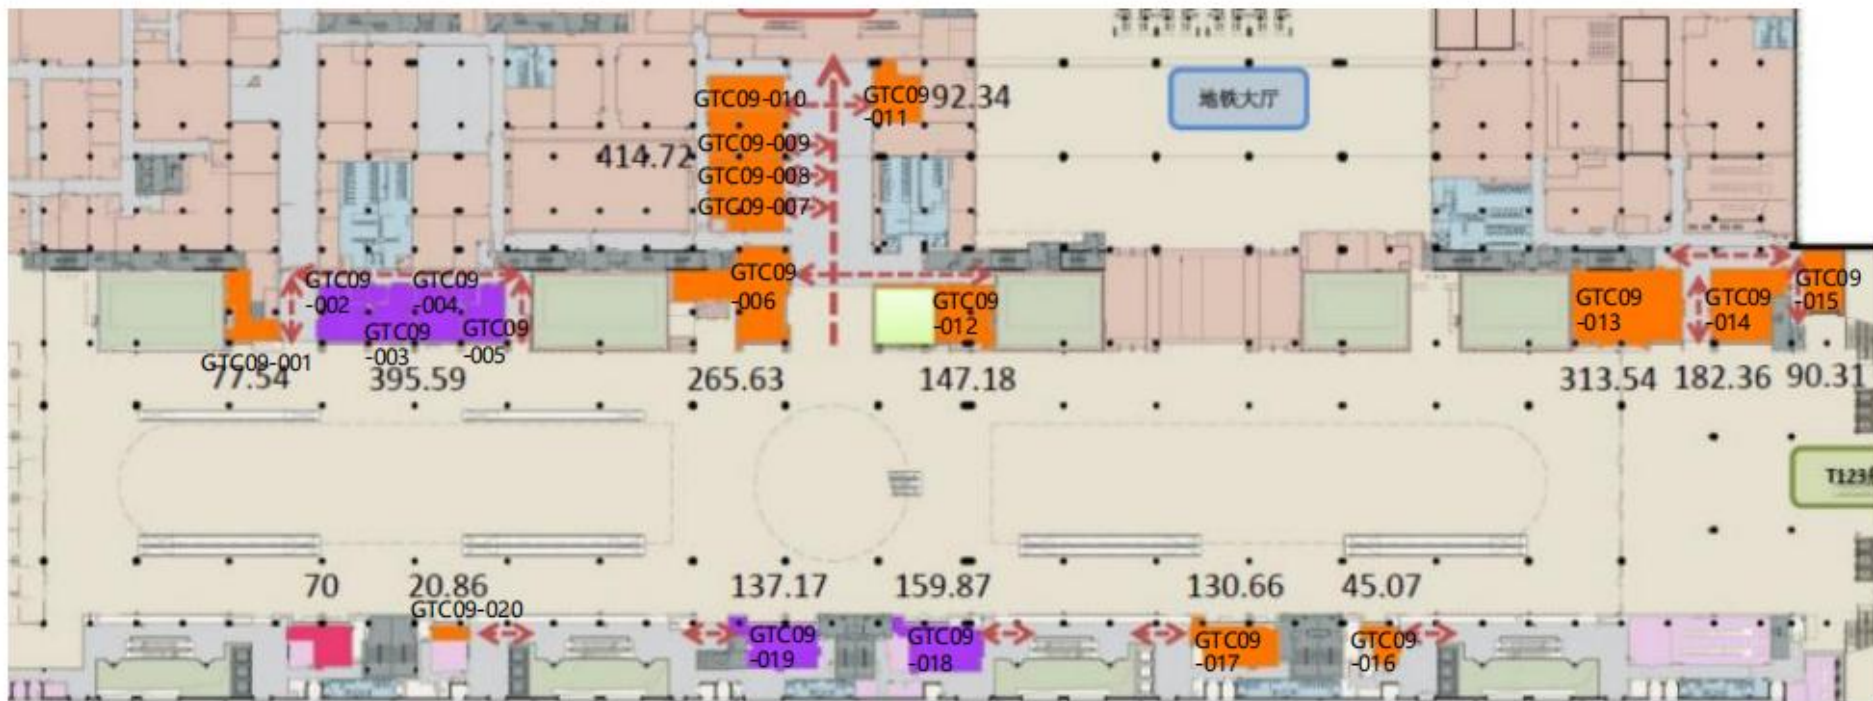 GTC09-010
GTC09
-011
92.34
地铁大厅
GTC09-009
414.72
GTC09-008
GTC09-007
GTC09
-002
GTC09
-004
GTC09
-003
GTC09
-005
GTC09
-006
GTC09
-012
GTC09
-013
GTC09
-014
GTC09
-015
GTC09-001
77.54
395.59
265.63
147.18
313.54
182.36
90.31
T123
70
20.86
137.17
159.87
130.66
45.07
GTC09-020
GTC09
-019
GTC09
-018
GTC09
-017
GTC09
-016